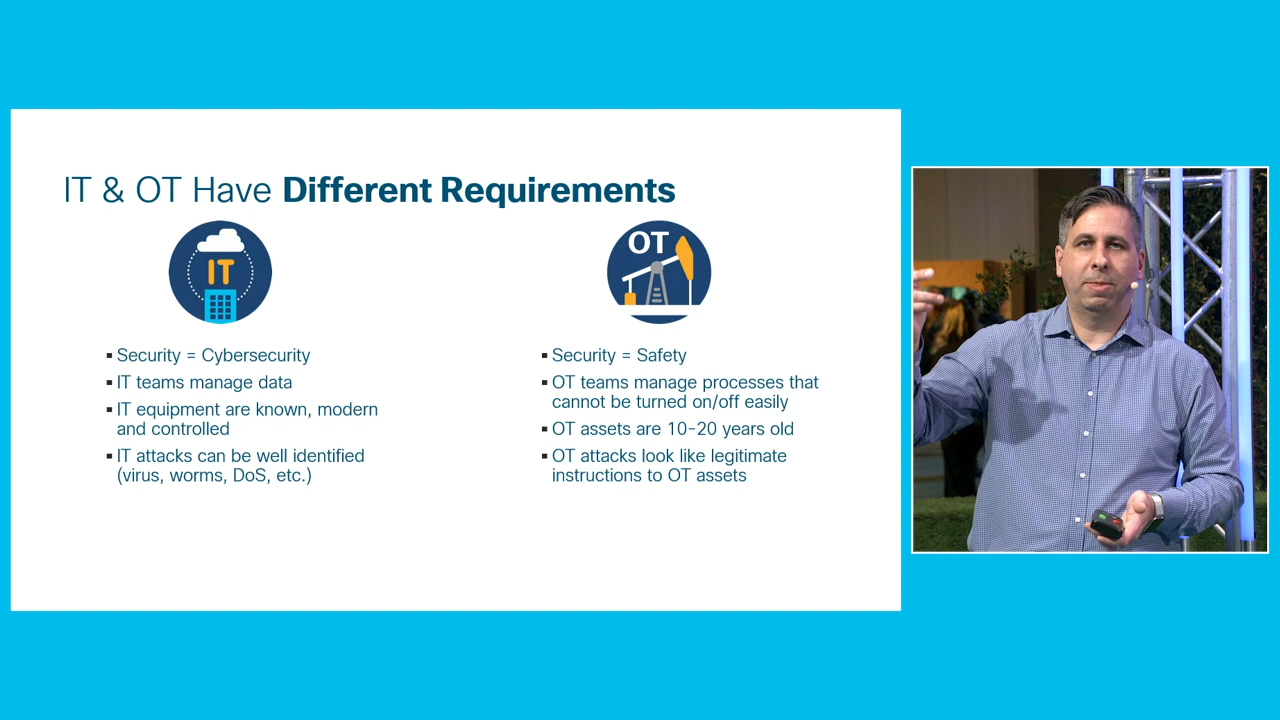 IT & OT Have Different Requirements
IT
OT
▪ Security = Cybersecurity
▪ IT teams manage data
▪ IT equipment are known, modern
and controlled
▪ IT attacks can be well identified
(virus, worms, DoS, etc.)
▪ Security = Safety
▪ OT teams manage processes that
cannot be turned on/off easily
▪ OT assets are 10-20 years old
▪ OT attacks look like legitimate
instructions to OT assets